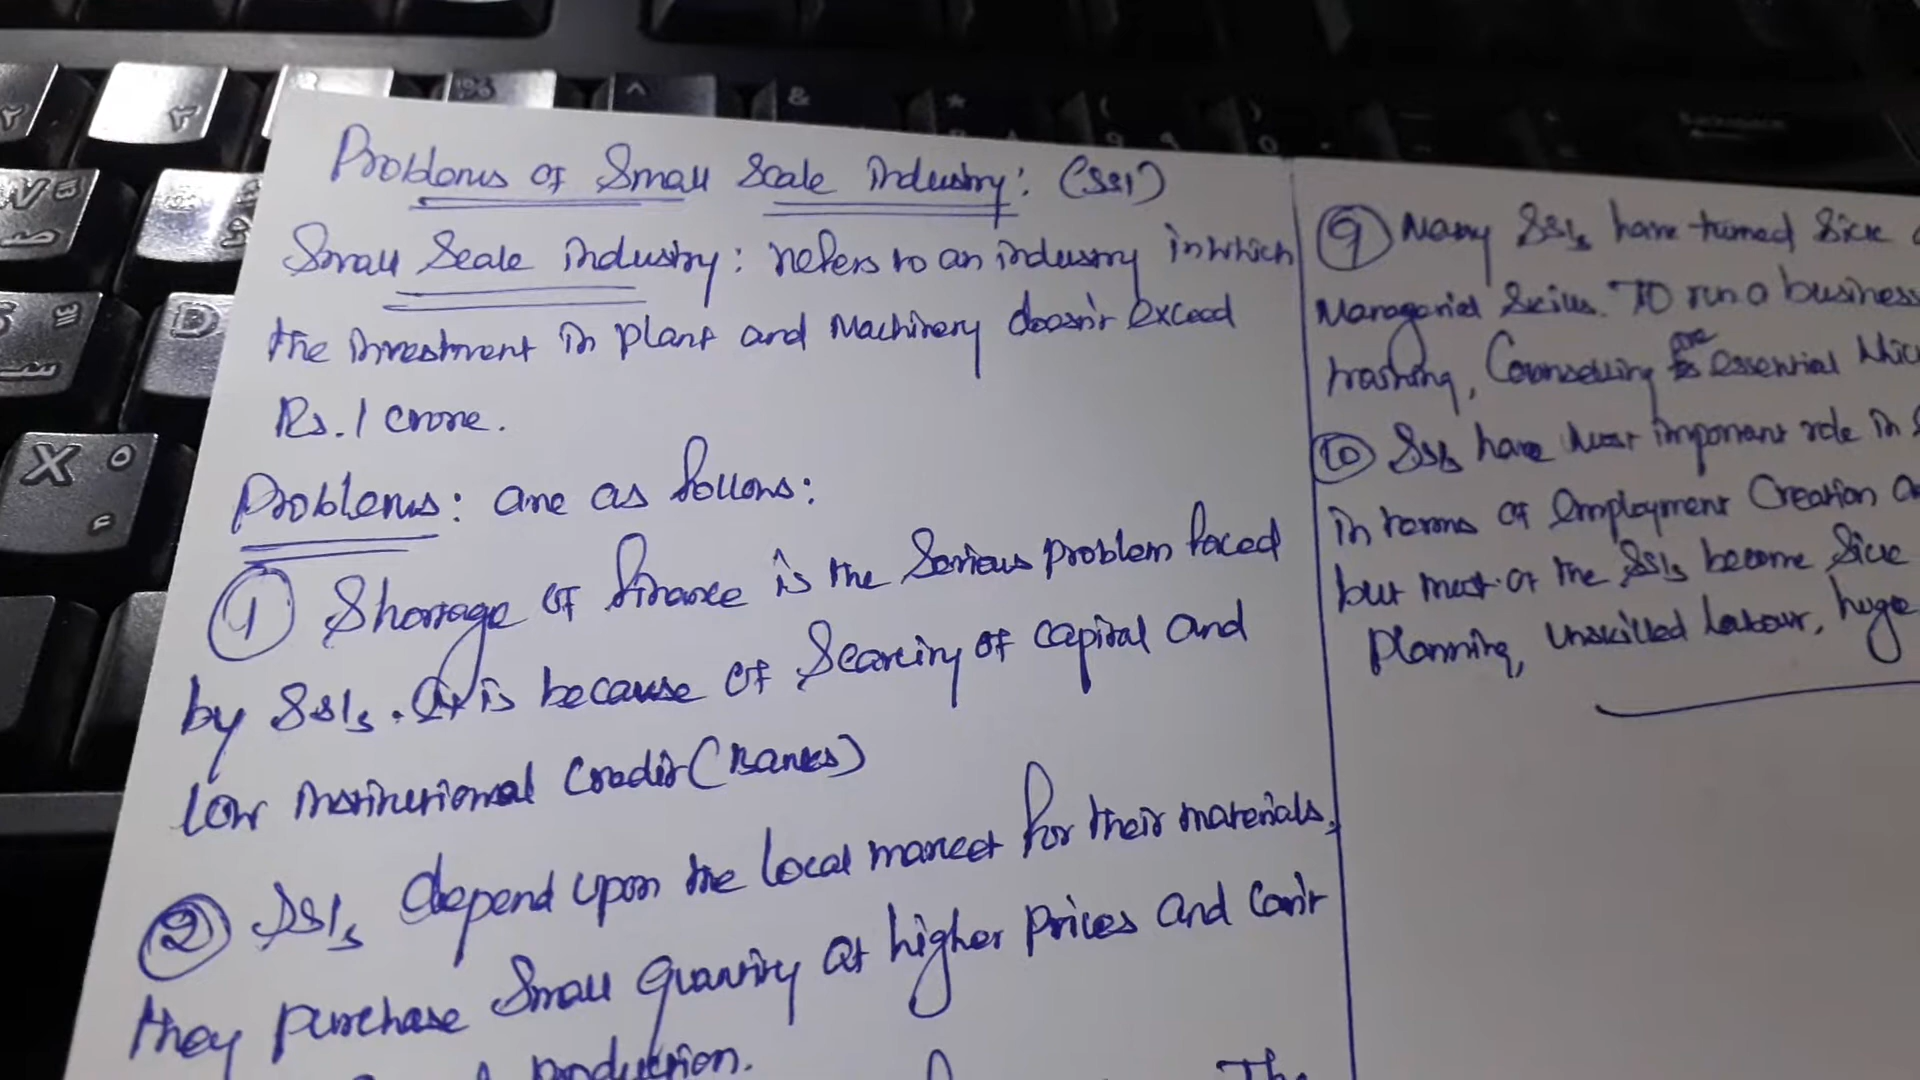 Problems of Small Scale Industry: (SSI)
Small Scale Industry: refers to an industry in which
the investment in plant and Machinery doesn't exceed
Rs. 1 crore.
Problems: are as follows:
① Shortage of finance is the Serious problem faced
by SSIs. It is because of Scarcity of capital and
low institutional credit (Banks)
② SSIs depend upon the local market for their materials.
they purchase Small quantity at higher prices and can't
production.
The
⑨ Many SSIs have turned Sick
Managerial Skills. To run a business
training, Counselling are essential
⑩ SSIs have most important role in
in terms of employment Creation
but most of the SSIs become Sick
Planning, Unskilled Labour, huge